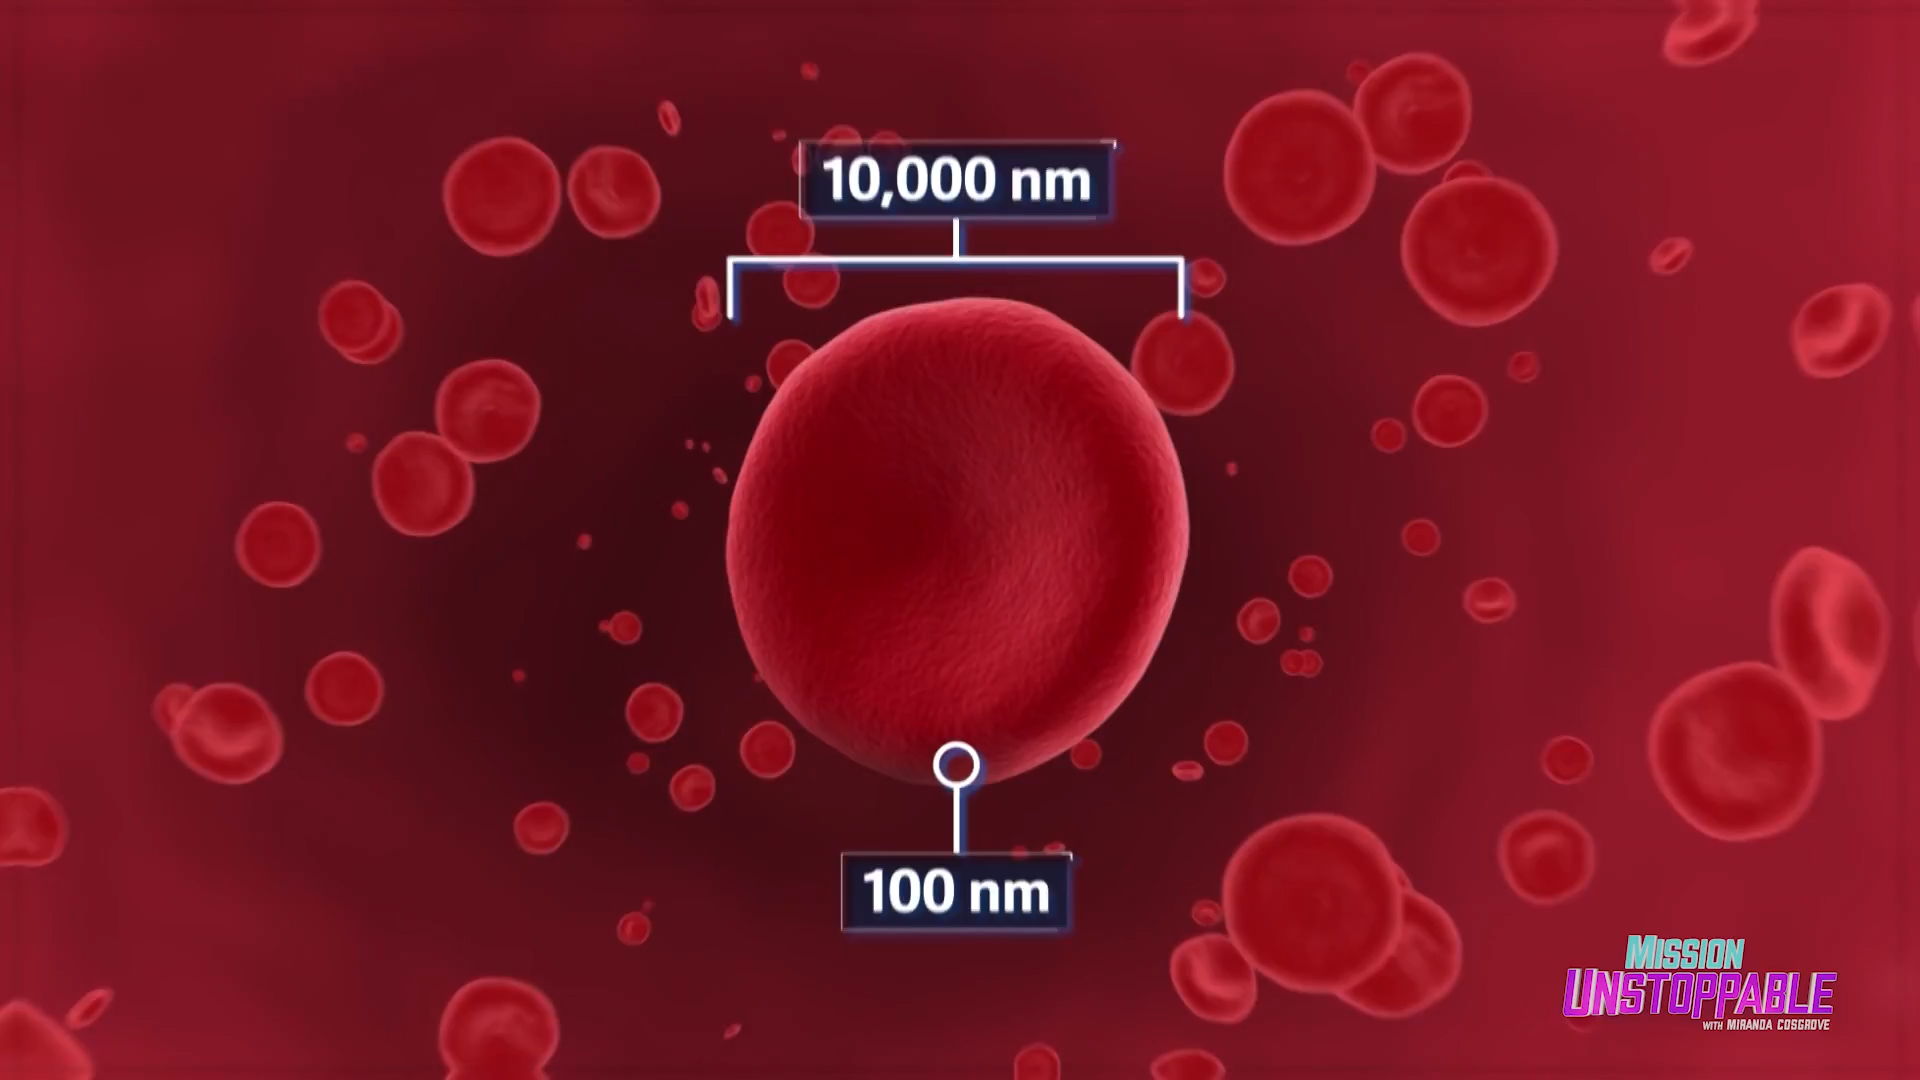 10,000 nm
100 nm
MISSION
UNSTOPPABLE
WITH MIRANDA COSGROVE